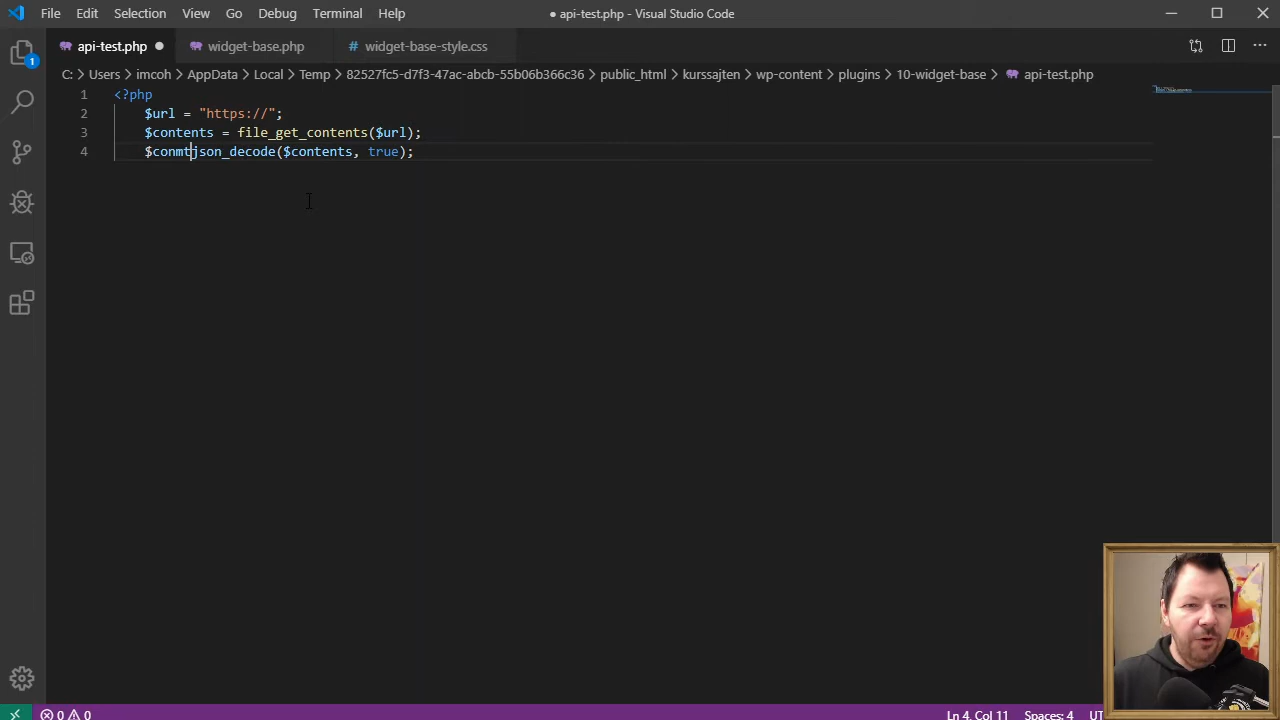 File Edit Selection View Go Debug Terminal Help ● api-test.php - Visual Studio Code
api-test.php ● widget-base.php # widget-base-style.css
C: > Users > imcoh > AppData > Local > Temp > 82527fc5-d7f3-47ac-abcb-55b06b366c36 > public_html > kurssajten > wp-content > plugins > 10-widget-base > api-test.php
1 <?php
2 $url = "https://";
3 $contents = file_get_contents($url);
4 $conmtjson_decode($contents, true);
1
0 0 Ln 4, Col 11 Spaces: 4 UT